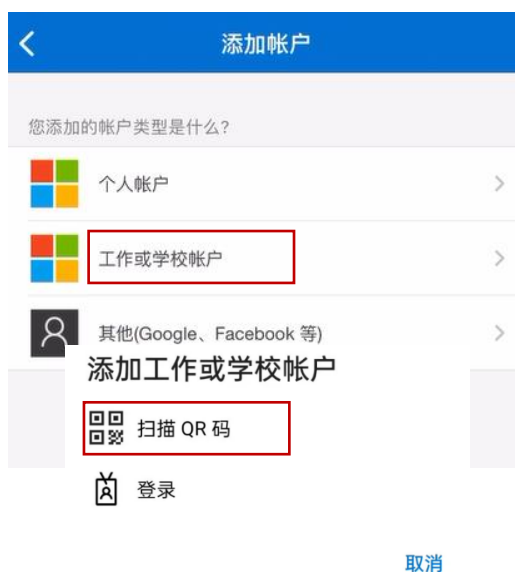 添加帐户
您添加的帐户类型是什么?
个人帐户
工作或学校帐户
其他(Google、Facebook 等)
添加工作或学校帐户
扫描 QR 码
登录
取消